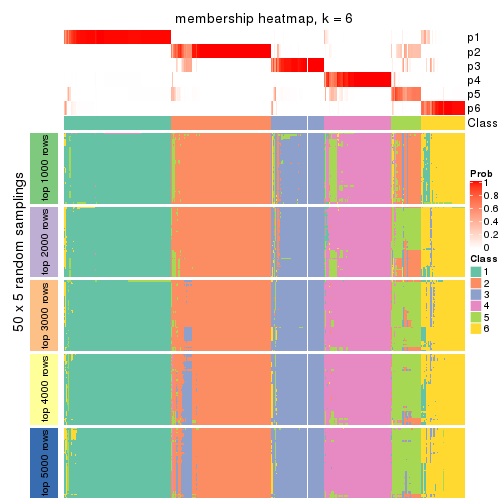 membership heatmap, k = 6
p1
p2
p3
p4
p5
p6
Class
50 x 5 random samplings
top 1000 rows
top 2000 rows
top 3000 rows
top 4000 rows
top 5000 rows
Prob
1
0.8
0.6
0.4
0.2
0
Class
1
2
3
4
5
6